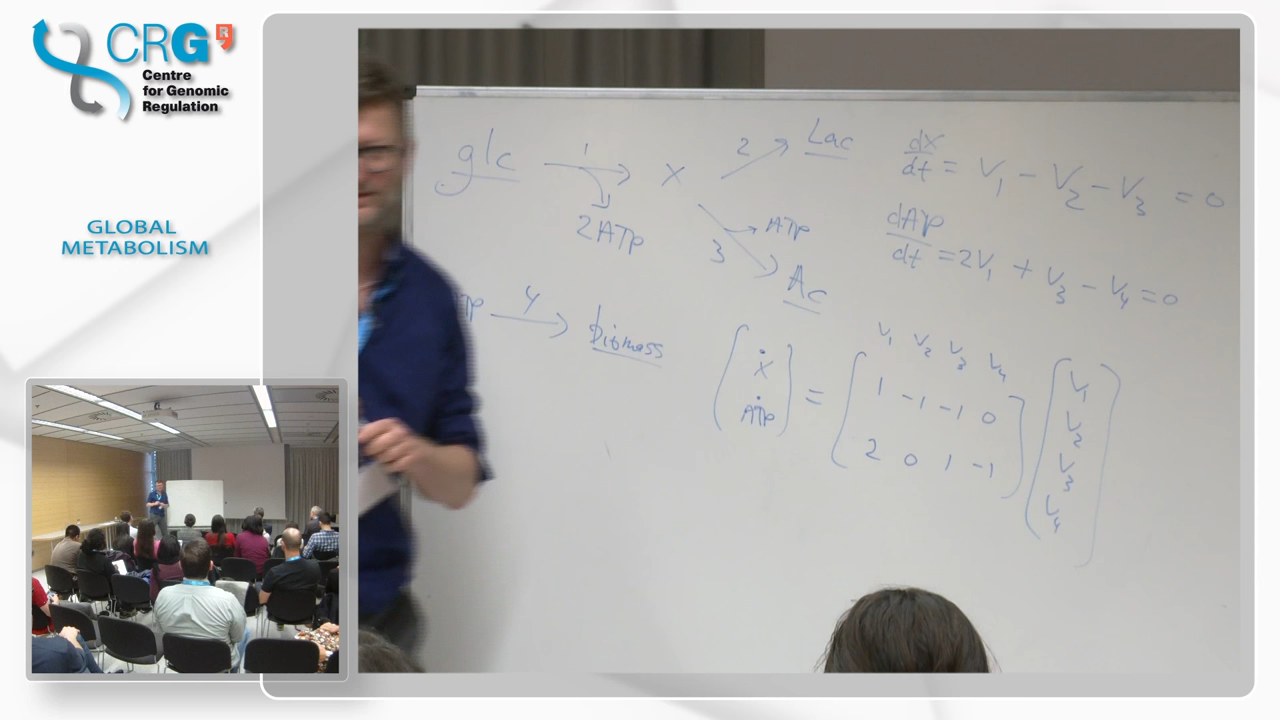 CRG R
Centre
for Genomic
Regulation
GLOBAL
METABOLISM
glc 1 X 2 Lac
2ATP
3 ATP
Ac
4 biomass
dx/dt = V1 - V2 - V3 = 0
dATP/dt = 2V1 + V3 - V4 = 0
V1 V2 V3 V4
Ẋ = 1 -1 -1 0 V1
ATP 2 0 1 -1 V2
V3
V4